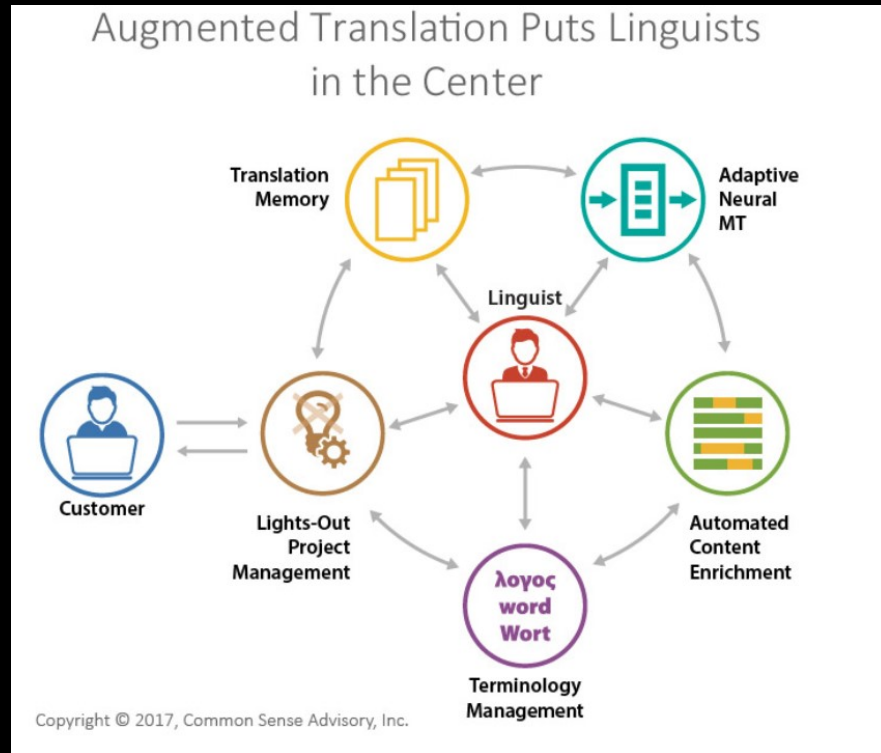 Augmented Translation Puts Linguists
in the Center
Translation
Memory
Adaptive
Neural
MT
Linguist
Customer
Lights-Out
Project
Management
Automated
Content
Enrichment
λογος
word
Wort
Terminology
Management
Copyright © 2017, Common Sense Advisory, Inc.